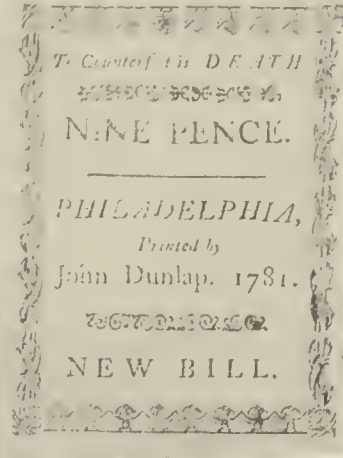 To Counterfeit is DEATH
NINE PENCE.
PHILADELPHIA,
Printed by
John Dunlap. 1781.
NEW BILL.